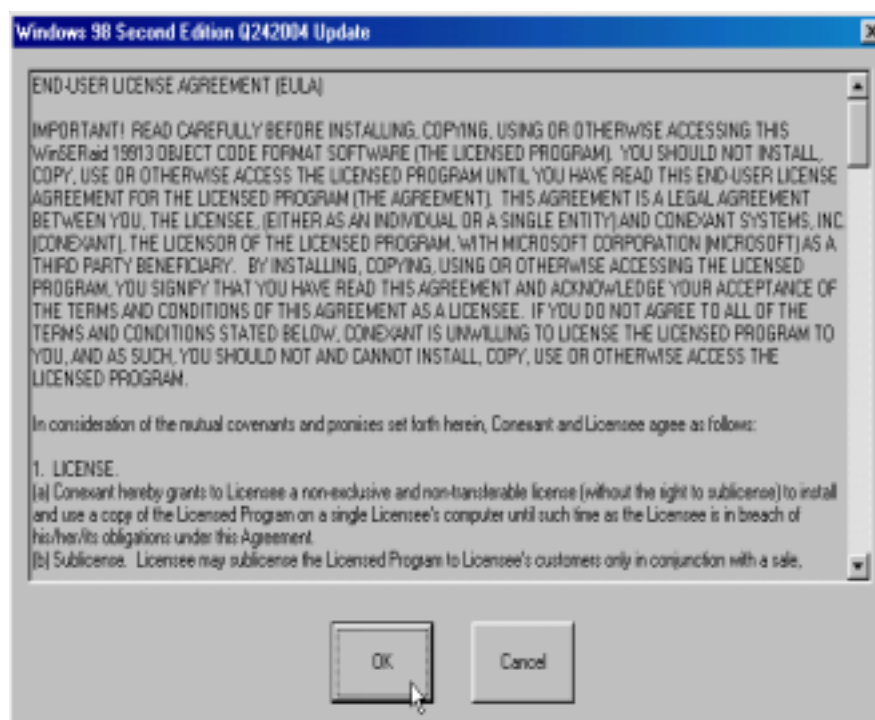 Windows 98 Second Edition Q242004 Update
END-USER LICENSE AGREEMENT (EULA)
IMPORTANT! READ CAREFULLY BEFORE INSTALLING, COPYING, USING OR OTHERWISE ACCESSING THIS
WinSERaid 19913 OBJECT CODE FORMAT SOFTWARE (THE LICENSED PROGRAM). YOU SHOULD NOT INSTALL,
COPY, USE OR OTHERWISE ACCESS THE LICENSED PROGRAM UNTIL YOU HAVE READ THIS END-USER LICENSE
AGREEMENT FOR THE LICENSED PROGRAM (THE AGREEMENT). THIS AGREEMENT IS A LEGAL AGREEMENT
BETWEEN YOU, THE LICENSEE, (EITHER AS AN INDIVIDUAL OR A SINGLE ENTITY) AND CONEXANT SYSTEMS, INC.
(CONEXANT), THE LICENSOR OF THE LICENSED PROGRAM, WITH MICROSOFT CORPORATION (MICROSOFT) AS A
THIRD PARTY BENEFICIARY. BY INSTALLING, COPYING, USING OR OTHERWISE ACCESSING THE LICENSED
PROGRAM, YOU SIGNIFY THAT YOU HAVE READ THIS AGREEMENT AND ACKNOWLEDGE YOUR ACCEPTANCE OF
THE TERMS AND CONDITIONS OF THIS AGREEMENT AS A LICENSEE. IF YOU DO NOT AGREE TO ALL OF THE
TERMS AND CONDITIONS STATED BELOW, CONEXANT IS UNWILLING TO LICENSE THE LICENSED PROGRAM TO
YOU, AND AS SUCH, YOU SHOULD NOT AND CANNOT INSTALL, COPY, USE OR OTHERWISE ACCESS THE
LICENSED PROGRAM.
In consideration of the mutual covenants and promises set forth herein, Conexant and Licensee agree as follows:
1. LICENSE.
(a) Conexant hereby grants to Licensee a non-exclusive and non-transferable license (without the right to sublicense) to install
and use a copy of the Licensed Program on a single Licensee's computer until such time as the Licensee is in breach of
his/her/its obligations under this Agreement.
(b) Sublicense. Licensee may sublicense the Licensed Program to Licensee's customers only in conjunction with a sale,
OK
Cancel